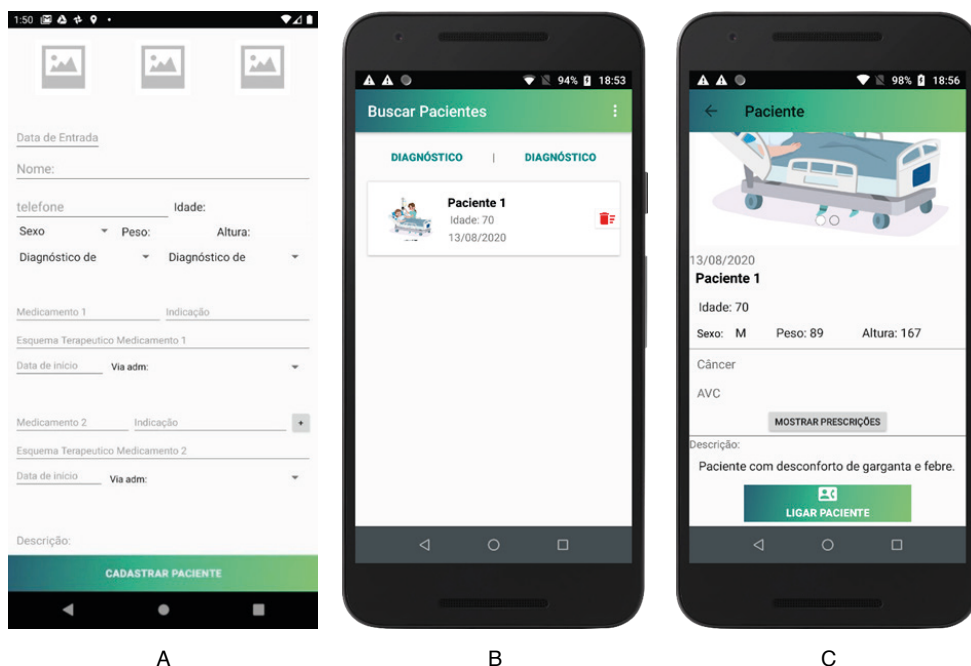 1:50
Data de Entrada
Nome:
telefone Idade:
Sexo Peso: Altura:
Diagnóstico de Diagnóstico de
Medicamento 1 Indicação
Esquema Terapeutico Medicamento 1
Data de inicio Via adm:
Medicamento 2 Indicação +
Esquema Terapeutico Medicamento 2
Data de inicio Via adm:
Descrição:
CADASTRAR PACIENTE
A
94% 18:53
Buscar Pacientes
DIAGNÓSTICO | DIAGNÓSTICO
Paciente 1
Idade: 70
13/08/2020
B
98% 18:56
Paciente
13/08/2020
Paciente 1
Idade: 70
Sexo: M Peso: 89 Altura: 167
Câncer
AVC
MOSTRAR PRESCRIÇÕES
Descrição:
Paciente com desconforto de garganta e febre.
LIGAR PACIENTE
C